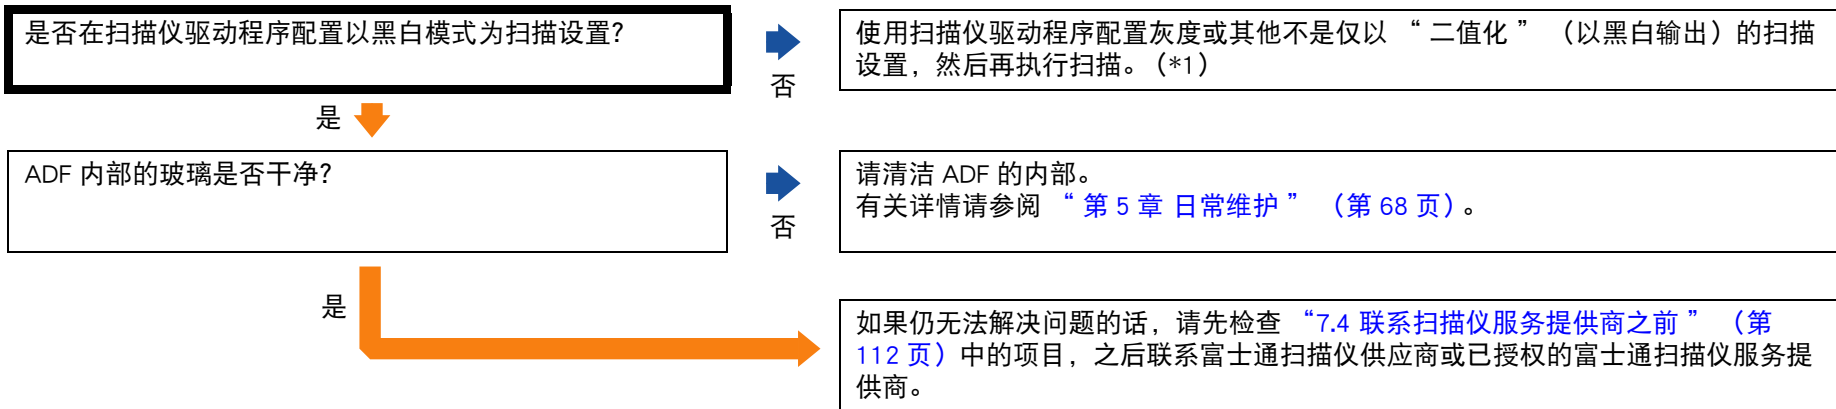 是否在扫描仪驱动程序配置以黑白模式为扫描设置?
否
使用扫描仪驱动程序配置灰度或其他不是仅以 “ 二值化 ” （以黑白输出）的扫描
设置，然后再执行扫描。（*1）
是
ADF 内部的玻璃是否干净?
否
请清洁 ADF 的内部。
有关详情请参阅 “ 第 5 章 日常维护 ” （第 68 页）。
是
如果仍无法解决问题的话，请先检查 “7.4 联系扫描仪服务提供商之前 ” （第
112 页）中的项目，之后联系富士通扫描仪供应商或已授权的富士通扫描仪服务提
供商。